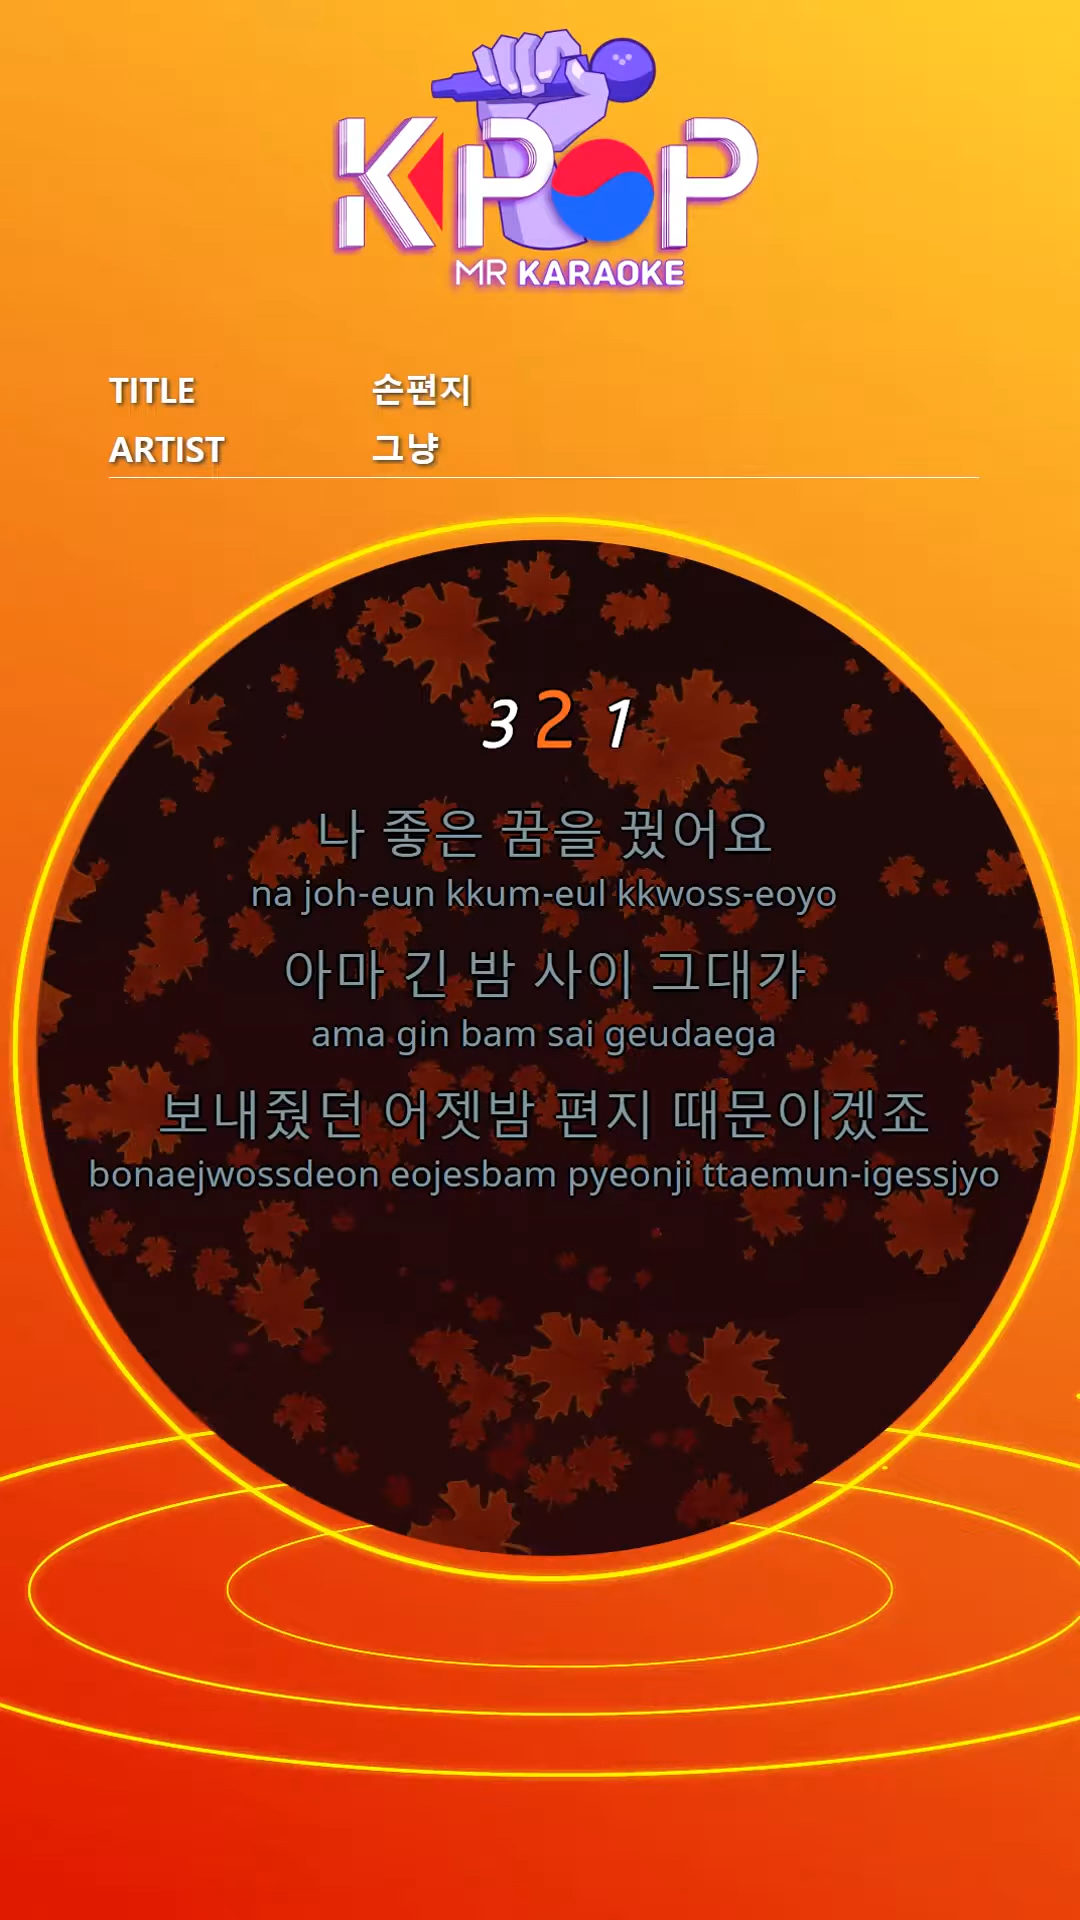 KPOP
MR KARAOKE
TITLE 손편지
ARTIST 그냥
3 2 1
나 좋은 꿈을 꿨어요
na joh-eun kkum-eul kkwoss-eoyo
아마 긴 밤 사이 그대가
ama gin bam sai geudaega
보내줬던 어젯밤 편지 때문이겠죠
bonaejwossdeon eojesbam pyeonji ttaemun-igessjyo